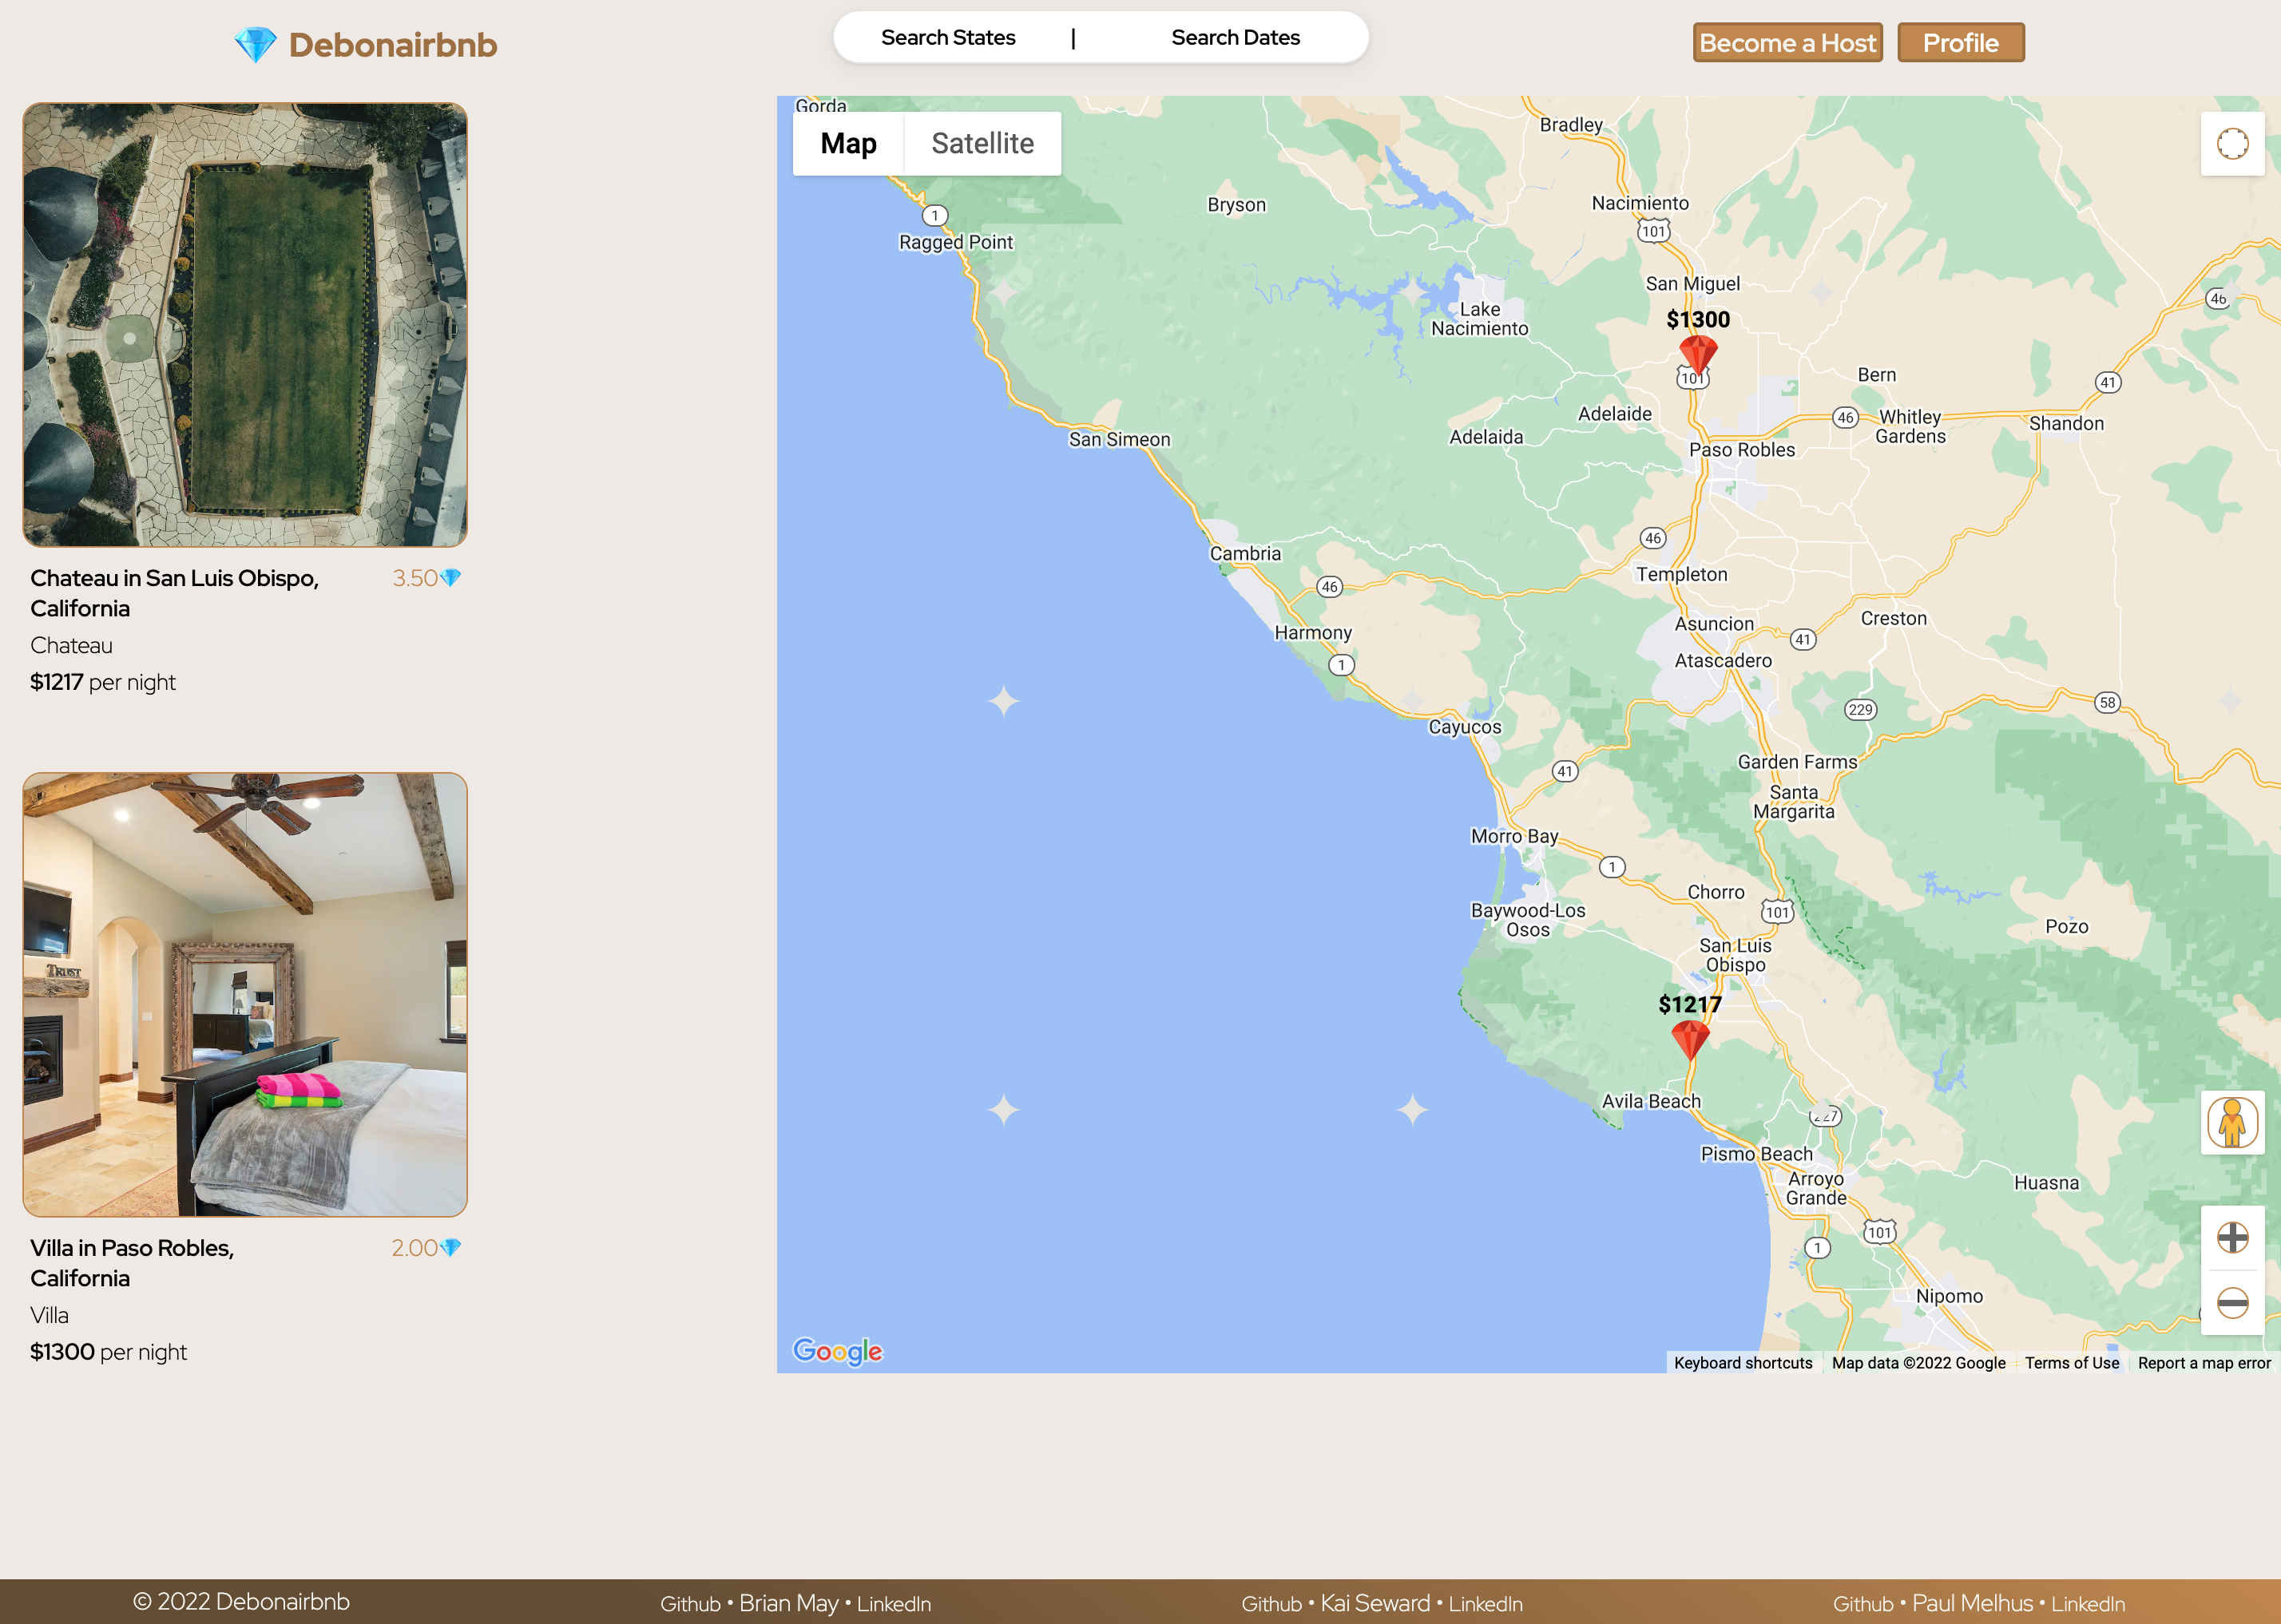 Debonairbnb
Search States | Search Dates
Become a Host
Profile
Chateau in San Luis Obispo,
California
3.50
Chateau
$1217 per night
TRUST
Villa in Paso Robles,
California
2.00
Villa
$1300 per night
Gorda
Map
Satellite
Bradley
Bryson
Nacimiento
1
101
Ragged Point
San Miguel
46
Lake
Nacimiento
$1300
101
Bern
41
Adelaide
46
Whitley
Gardens
Shandon
San Simeon
Adelaida
Paso Robles
46
Cambria
Templeton
46
Harmony
Asuncion
41
Creston
1
Atascadero
229
58
Cayucos
41
Garden Farms
Santa
Margarita
Morro Bay
1
Chorro
101
Baywood-Los
Osos
Pozo
San Luis
Obispo
$1217
Avila Beach
227
Pismo Beach
Arroyo
Grande
Huasna
101
1
Nipomo
Google
Keyboard shortcuts
Map data ©2022 Google
Terms of Use
Report a map error
© 2022 Debonairbnb
Github • Brian May • LinkedIn
Github • Kai Seward • LinkedIn
Github • Paul Melhus • LinkedIn